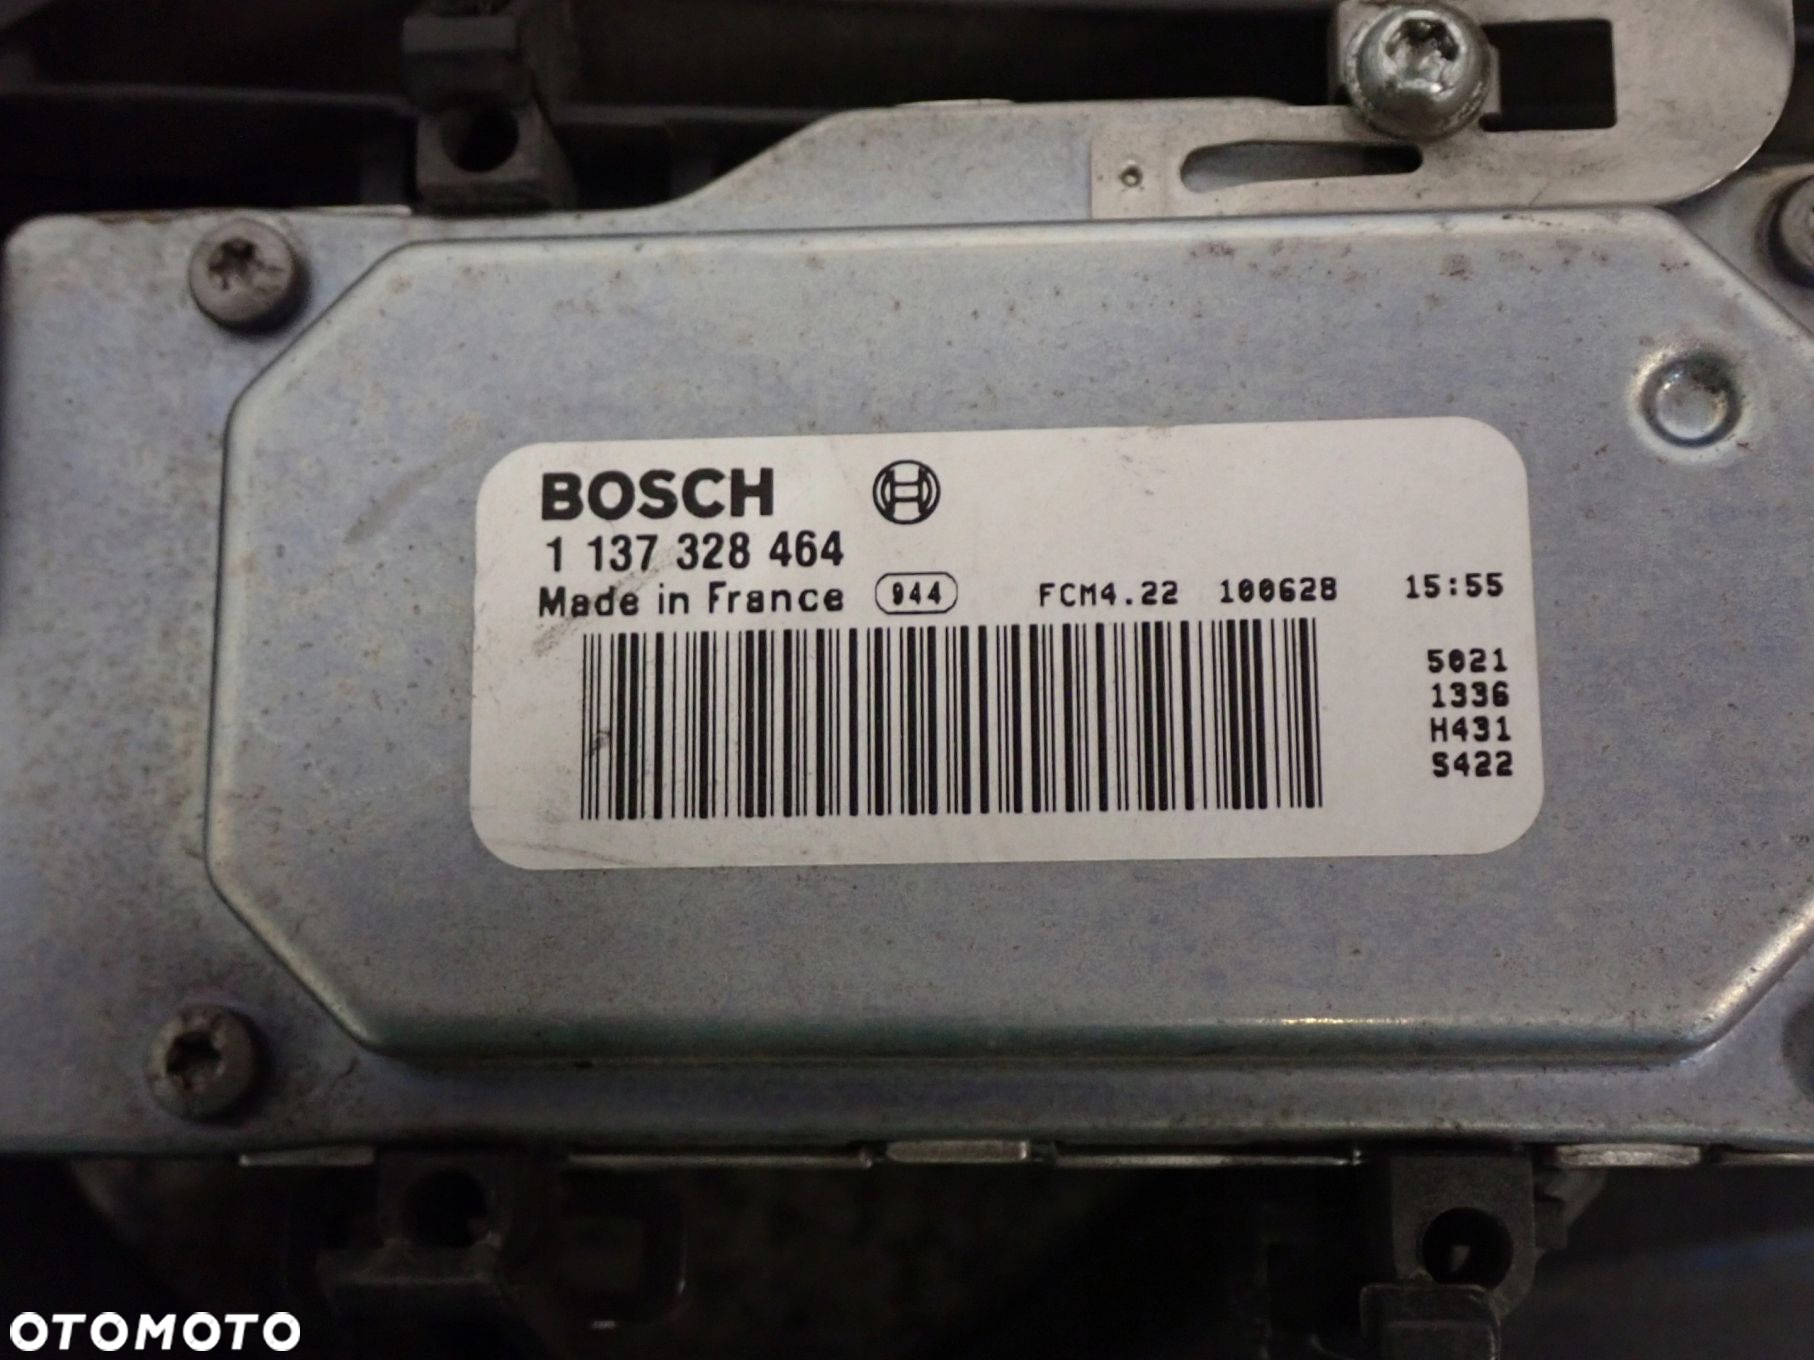 BOSCH
1 137 328 464
Made in France 944 FCM4.22 100628 15:55
5021
1336
H431
S422
OTOMOTO